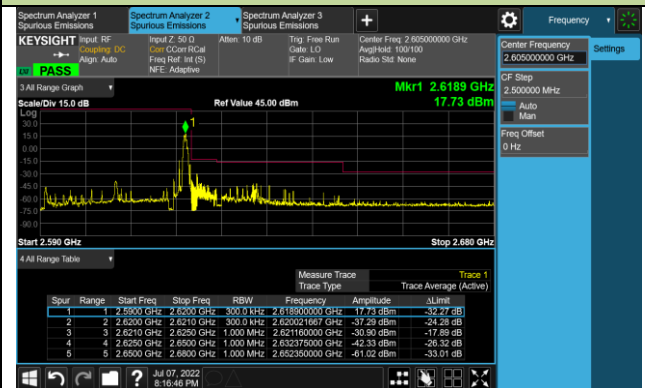 Spectrum Analyzer 1
Spurious Emissions
Spectrum Analyzer 2
Spurious Emissions
Spectrum Analyzer 3
Spurious Emissions
+
Frequency
KEYSIGHT
Input: RF
Coupling: DC
Align: Auto
Input Z: 50 Ω
Corr CCorr RCal
Freq Ref: Int (S)
NFE: Adaptive
Atten: 10 dB
Trig: Free Run
Gate: LO
IF Gain: Low
Center Freq: 2.605000000 GHz
Avg|Hold: 100/100
Radio Std: None
PASS
Center Frequency
2.605000000 GHz
Settings
CF Step
2.500000 MHz
Auto
Man
Freq Offset
0 Hz
3 All Range Graph
Mkr1 2.6189 GHz
17.73 dBm
Scale/Div 15.0 dB
Ref Value 45.00 dBm
Log
30.0
15.0
0.00
-15.0
-30.0
-45.0
-60.0
-75.0
-90.0
1
Start 2.590 GHz
Stop 2.680 GHz
4 All Range Table
Measure Trace Trace 1
Trace Type Trace Average (Active)
Spur Range Start Freq Stop Freq RBW Frequency Amplitude ΔLimit
1 1 2.5900 GHz 2.6200 GHz 300.0 kHz 2.618900000 GHz 17.73 dBm -32.27 dB
2 2 2.6200 GHz 2.6210 GHz 300.0 kHz 2.620021667 GHz -37.29 dBm -24.28 dB
3 3 2.6210 GHz 2.6250 GHz 1.000 MHz 2.621160000 GHz -30.90 dBm -17.89 dB
4 4 2.6250 GHz 2.6500 GHz 1.000 MHz 2.632375000 GHz -42.33 dBm -26.32 dB
5 5 2.6500 GHz 2.6800 GHz 1.000 MHz 2.652350000 GHz -61.02 dBm -33.01 dB
?
Jul 07, 2022
8:16:46 PM